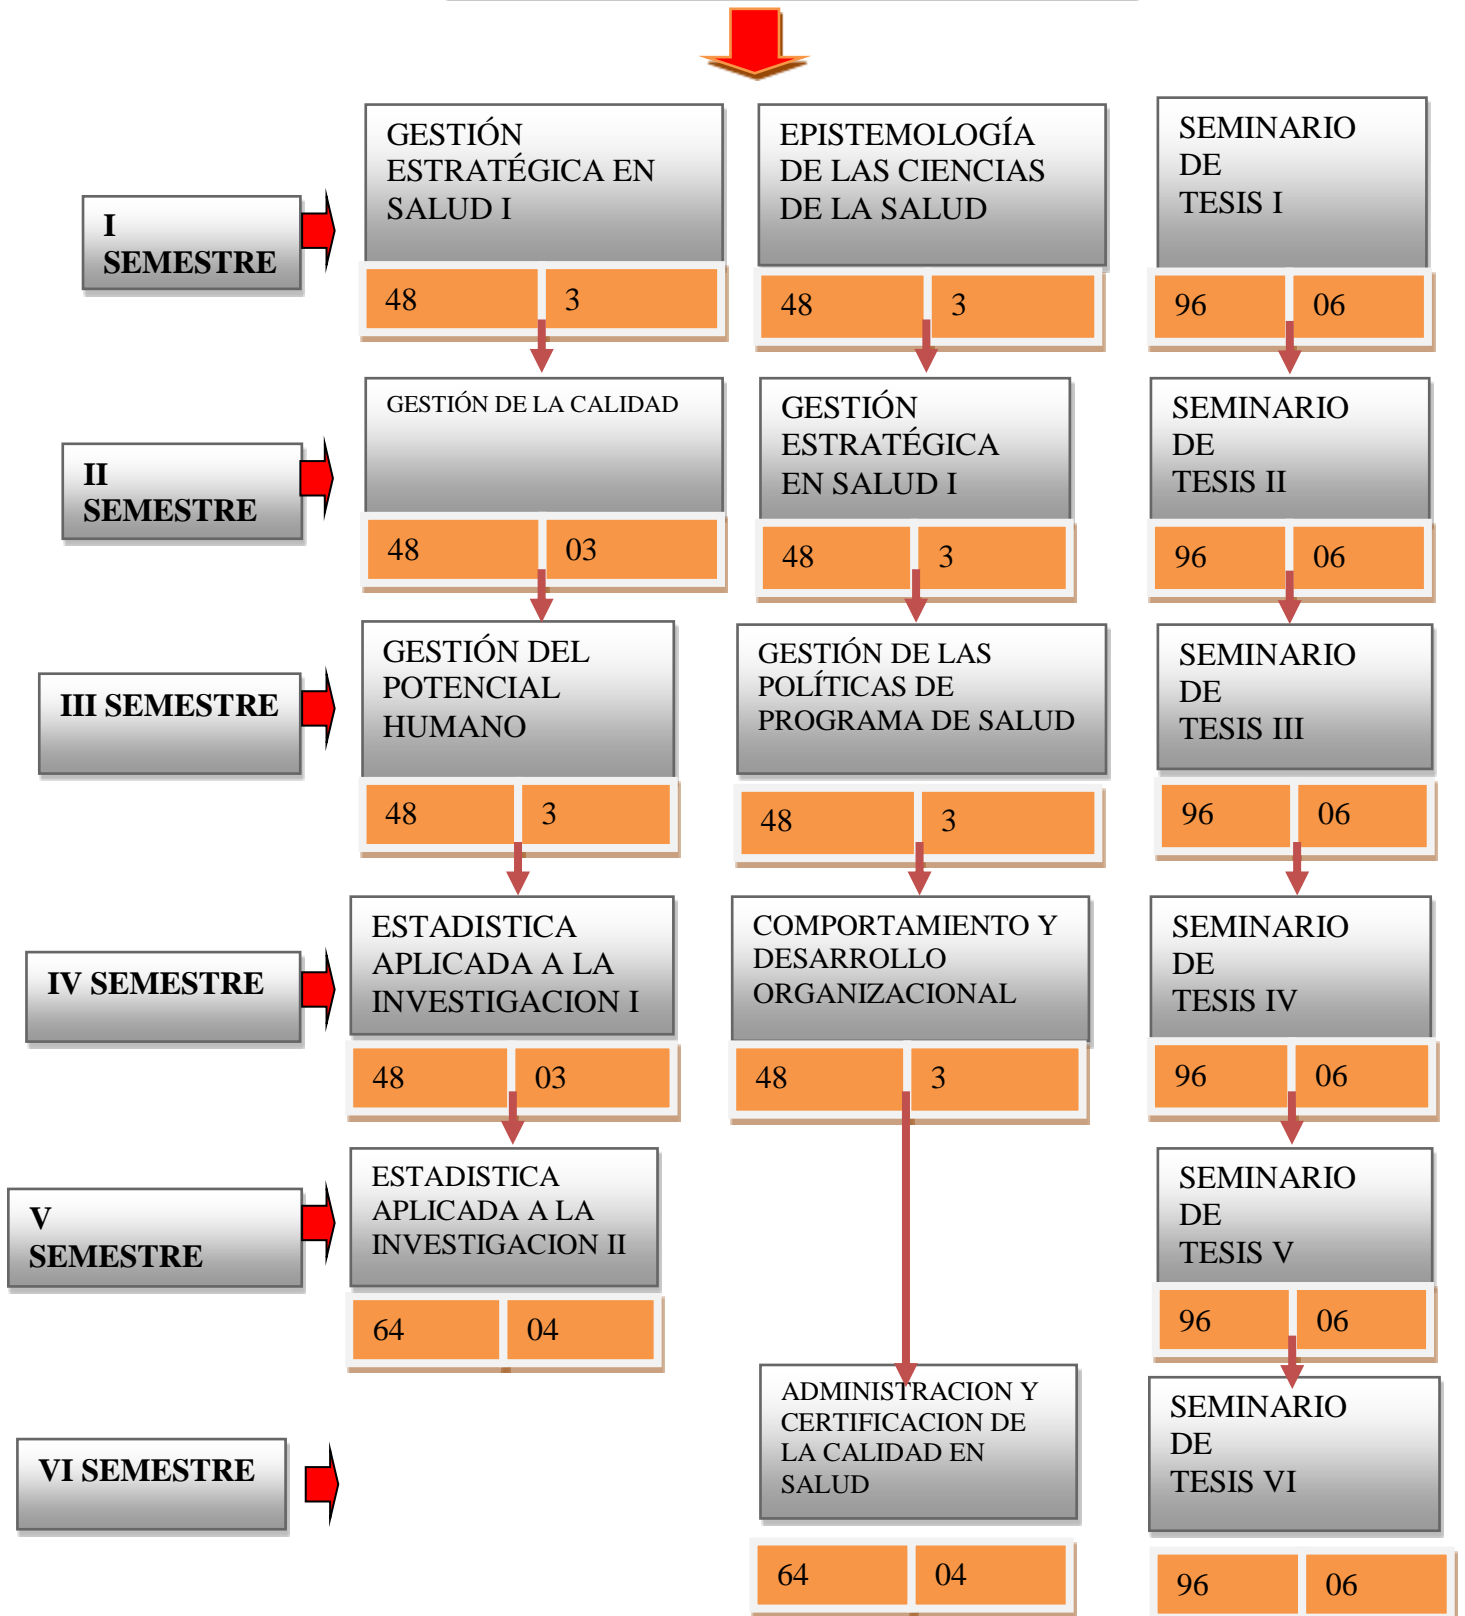 I
SEMESTRE
GESTIÓN
ESTRATÉGICA EN
SALUD I
48
3
EPISTEMOLOGÍA
DE LAS CIENCIAS
DE LA SALUD
48
3
SEMINARIO
DE
TESIS I
96
06
II
SEMESTRE
GESTIÓN DE LA CALIDAD
48
03
GESTIÓN
ESTRATÉGICA
EN SALUD I
48
3
SEMINARIO
DE
TESIS II
96
06
III SEMESTRE
GESTIÓN DEL
POTENCIAL
HUMANO
48
3
GESTIÓN DE LAS
POLÍTICAS DE
PROGRAMA DE SALUD
48
3
SEMINARIO
DE
TESIS III
96
06
IV SEMESTRE
ESTADISTICA
APLICADA A LA
INVESTIGACION I
48
03
COMPORTAMIENTO Y
DESARROLLO
ORGANIZACIONAL
48
3
SEMINARIO
DE
TESIS IV
96
06
V
SEMESTRE
ESTADISTICA
APLICADA A LA
INVESTIGACION II
64
04
SEMINARIO
DE
TESIS V
96
06
VI SEMESTRE
ADMINISTRACION Y
CERTIFICACION DE
LA CALIDAD EN
SALUD
64
04
SEMINARIO
DE
TESIS VI
96
06